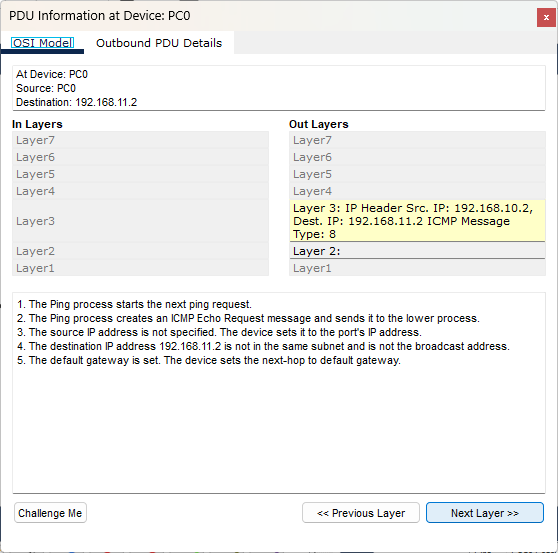 PDU Information at Device: PC0
x
OSI Model Outbound PDU Details
At Device: PC0
Source: PC0
Destination: 192.168.11.2
In Layers Out Layers
Layer7 Layer7
Layer6 Layer6
Layer5 Layer5
Layer4 Layer4
Layer3
Layer 3: IP Header Src. IP: 192.168.10.2,
Dest. IP: 192.168.11.2 ICMP Message
Type: 8
Layer2 Layer 2:
Layer1 Layer1
1. The Ping process starts the next ping request.
2. The Ping process creates an ICMP Echo Request message and sends it to the lower process.
3. The source IP address is not specified. The device sets it to the port's IP address.
4. The destination IP address 192.168.11.2 is not in the same subnet and is not the broadcast address.
5. The default gateway is set. The device sets the next-hop to default gateway.
Challenge Me << Previous Layer Next Layer >>